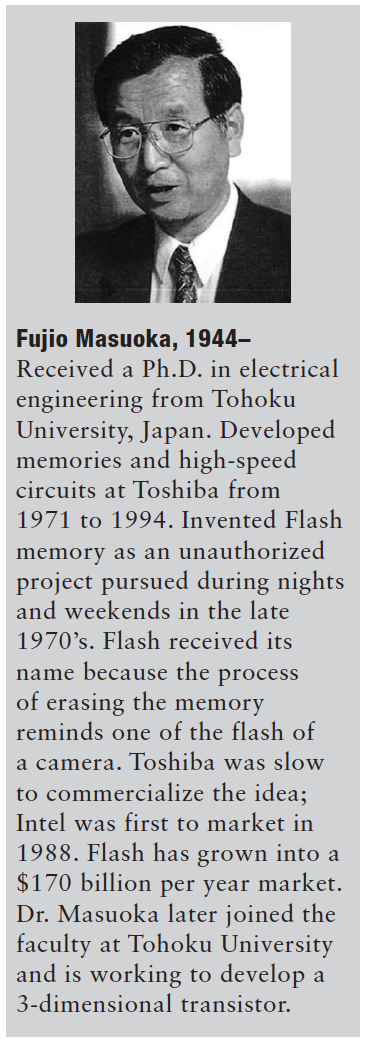 Fujio Masuoka, 1944–
Received a Ph.D. in electrical
engineering from Tohoku
University, Japan. Developed
memories and high-speed
circuits at Toshiba from
1971 to 1994. Invented Flash
memory as an unauthorized
project pursued during nights
and weekends in the late
1970’s. Flash received its
name because the process
of erasing the memory
reminds one of the flash of
a camera. Toshiba was slow
to commercialize the idea;
Intel was first to market in
1988. Flash has grown into a
$170 billion per year market.
Dr. Masuoka later joined the
faculty at Tohoku University
and is working to develop a
3-dimensional transistor.